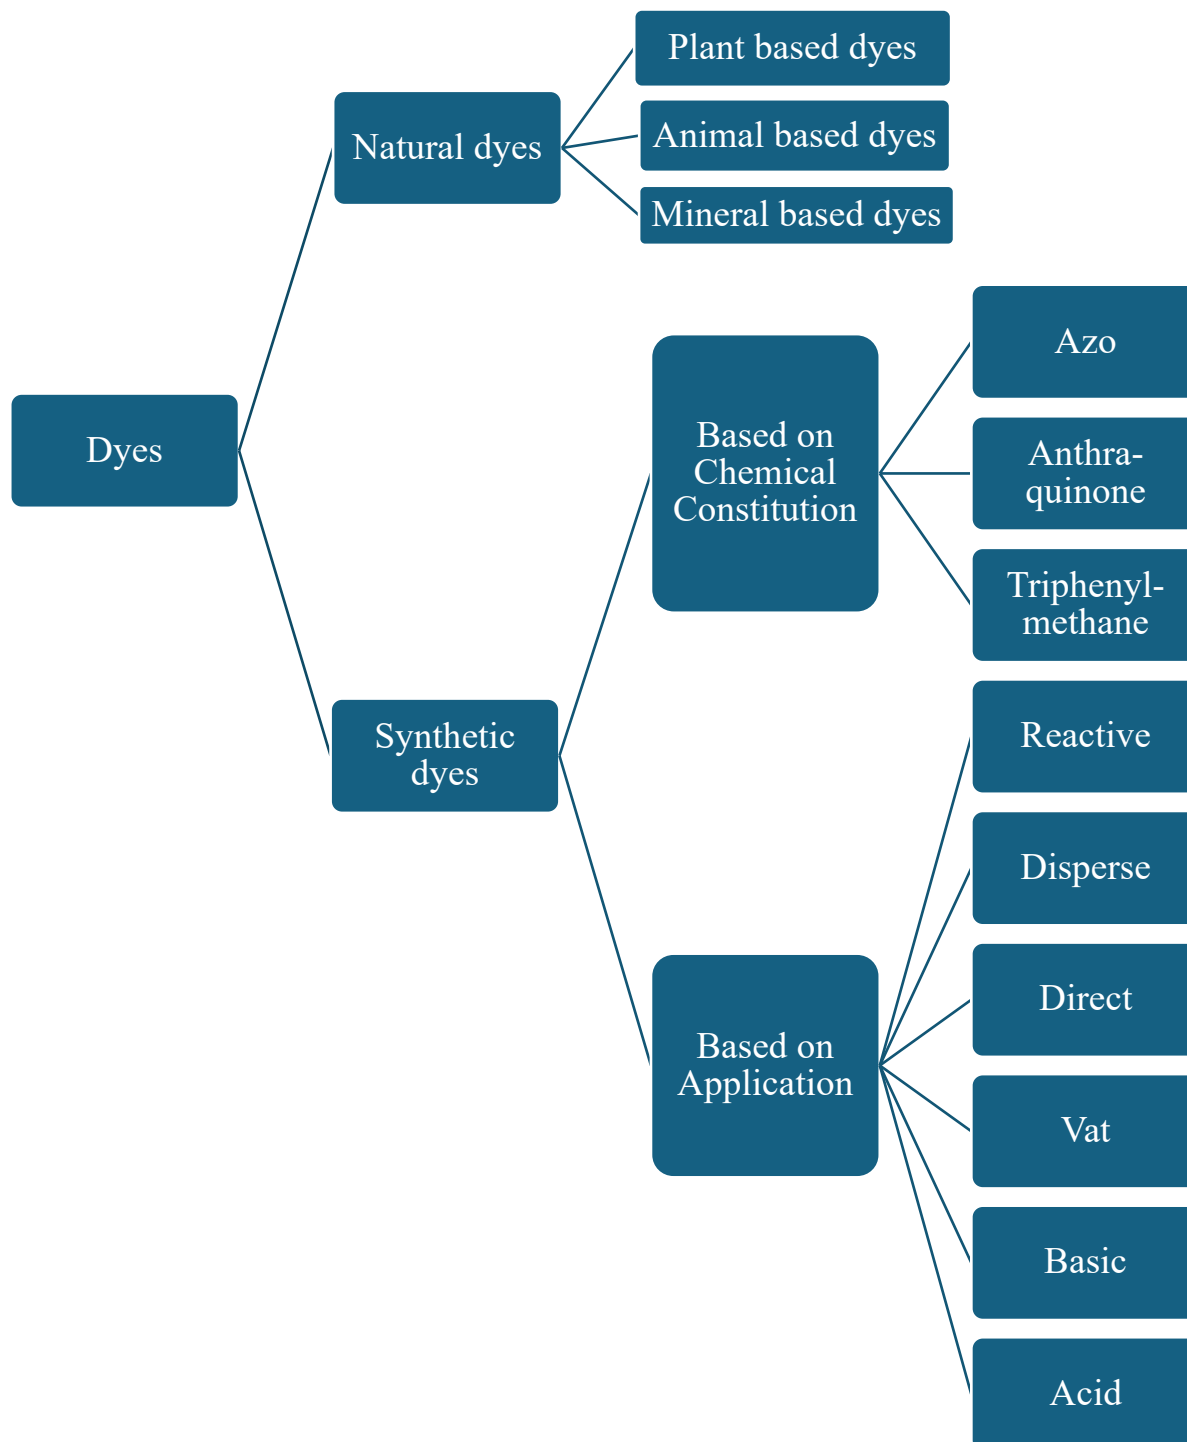 Plant based dyes
Natural dyes
Animal based dyes
Mineral based dyes
Dyes
Synthetic
dyes
Based on
Chemical
Constitution
Azo
Anthra-
quinone
Triphenyl-
methane
Based on
Application
Reactive
Disperse
Direct
Vat
Basic
Acid